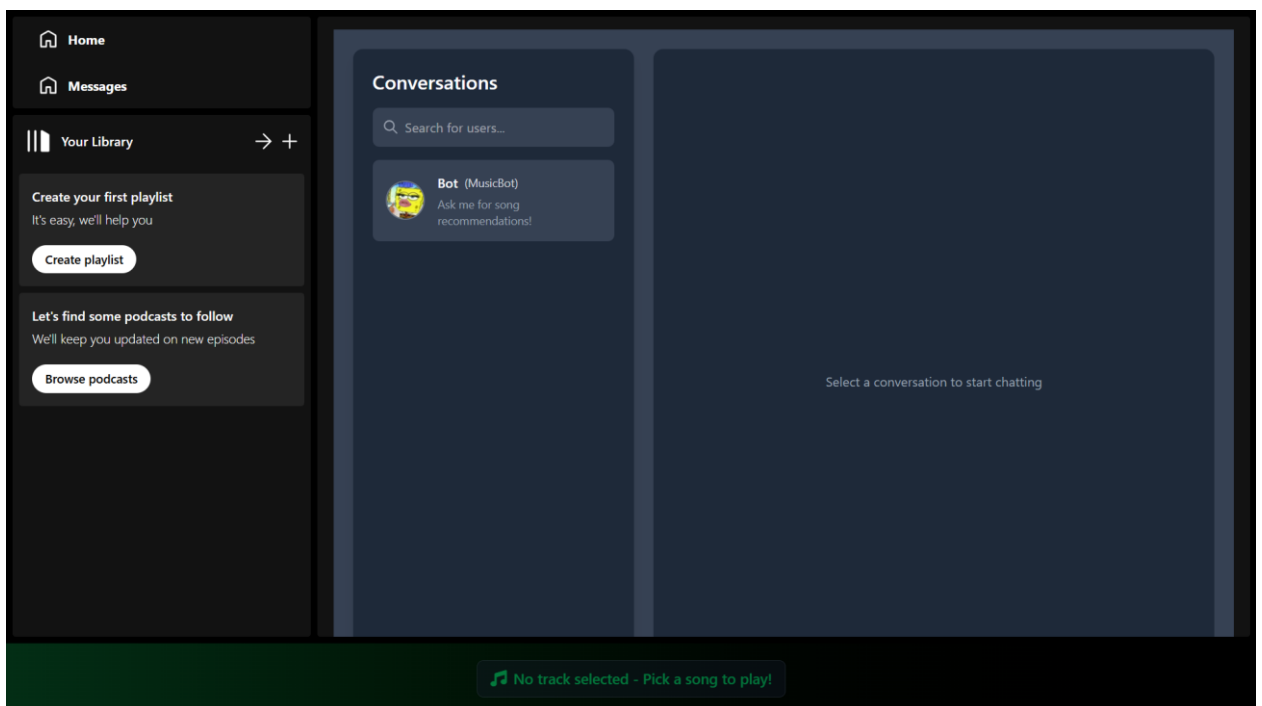 Home
Messages
Your Library
Create your first playlist
It's easy, we'll help you
Create playlist
Let's find some podcasts to follow
We'll keep you updated on new episodes
Browse podcasts
Conversations
Search for users...
Bot (MusicBot)
Ask me for song
recommendations!
Select a conversation to start chatting
No track selected - Pick a song to play!